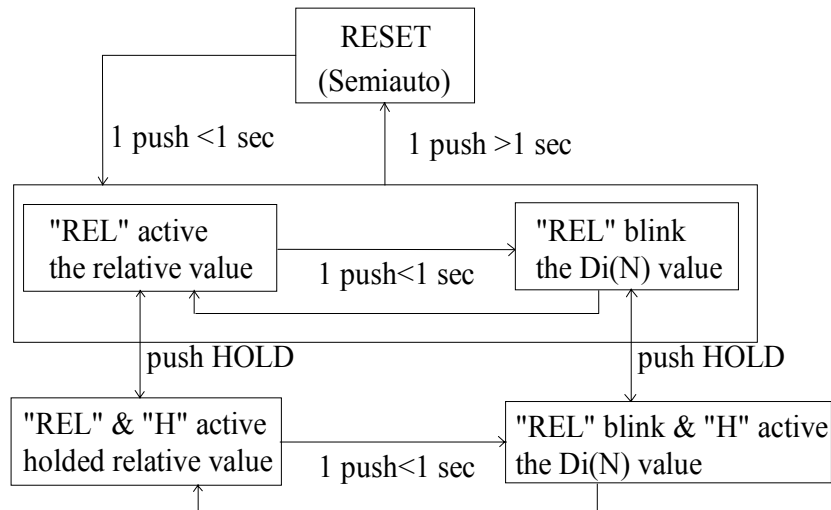 RESET
(Semiauto)
1 push <1 sec
1 push >1 sec
"REL" active
the relative value
1 push<1 sec
"REL" blink
the Di(N) value
push HOLD
push HOLD
"REL" & "H" active
holded relative value
1 push<1 sec
"REL" blink & "H" active
the Di(N) value